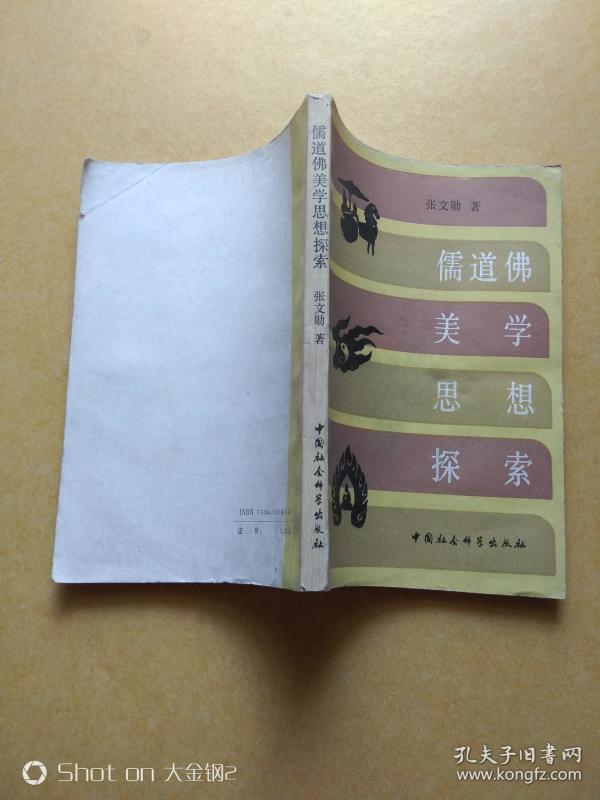 张文勋 著
儒道佛
美学
思想
探索
中国社会科学出版社
儒道佛美学思想探索
张文勋 著
中国社会科学出版社
ISBN
定价:
Shot on 大金钢2
孔夫子旧书网
www.kongfz.com